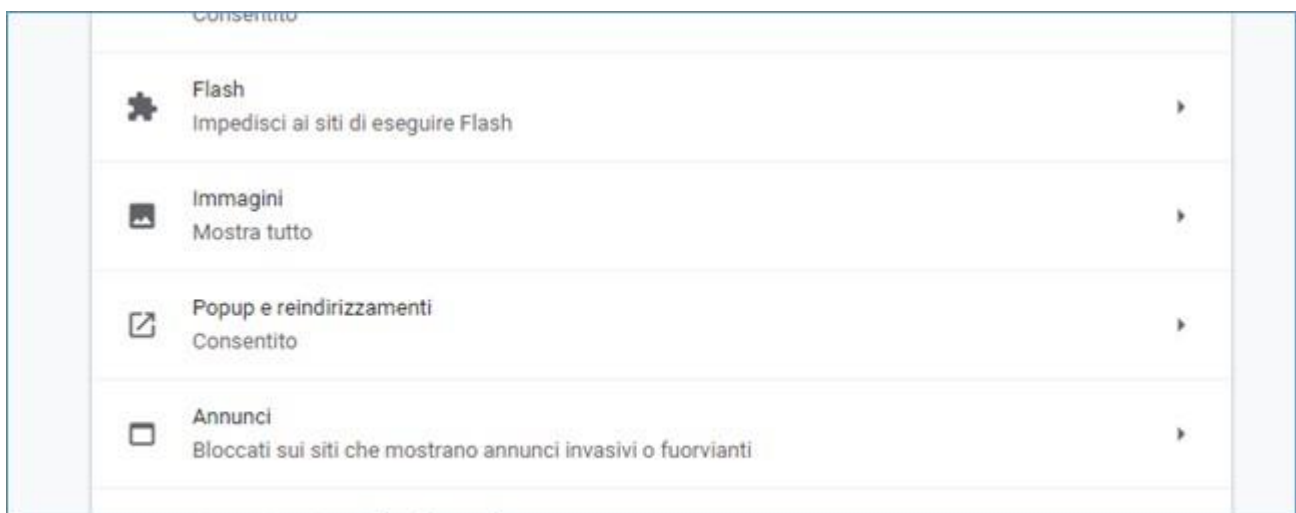 Consentito
Flash
Impedisci ai siti di eseguire Flash
Immagini
Mostra tutto
Popup e reindirizzamenti
Consentito
Annunci
Bloccati sui siti che mostrano annunci invasivi o fuorvianti